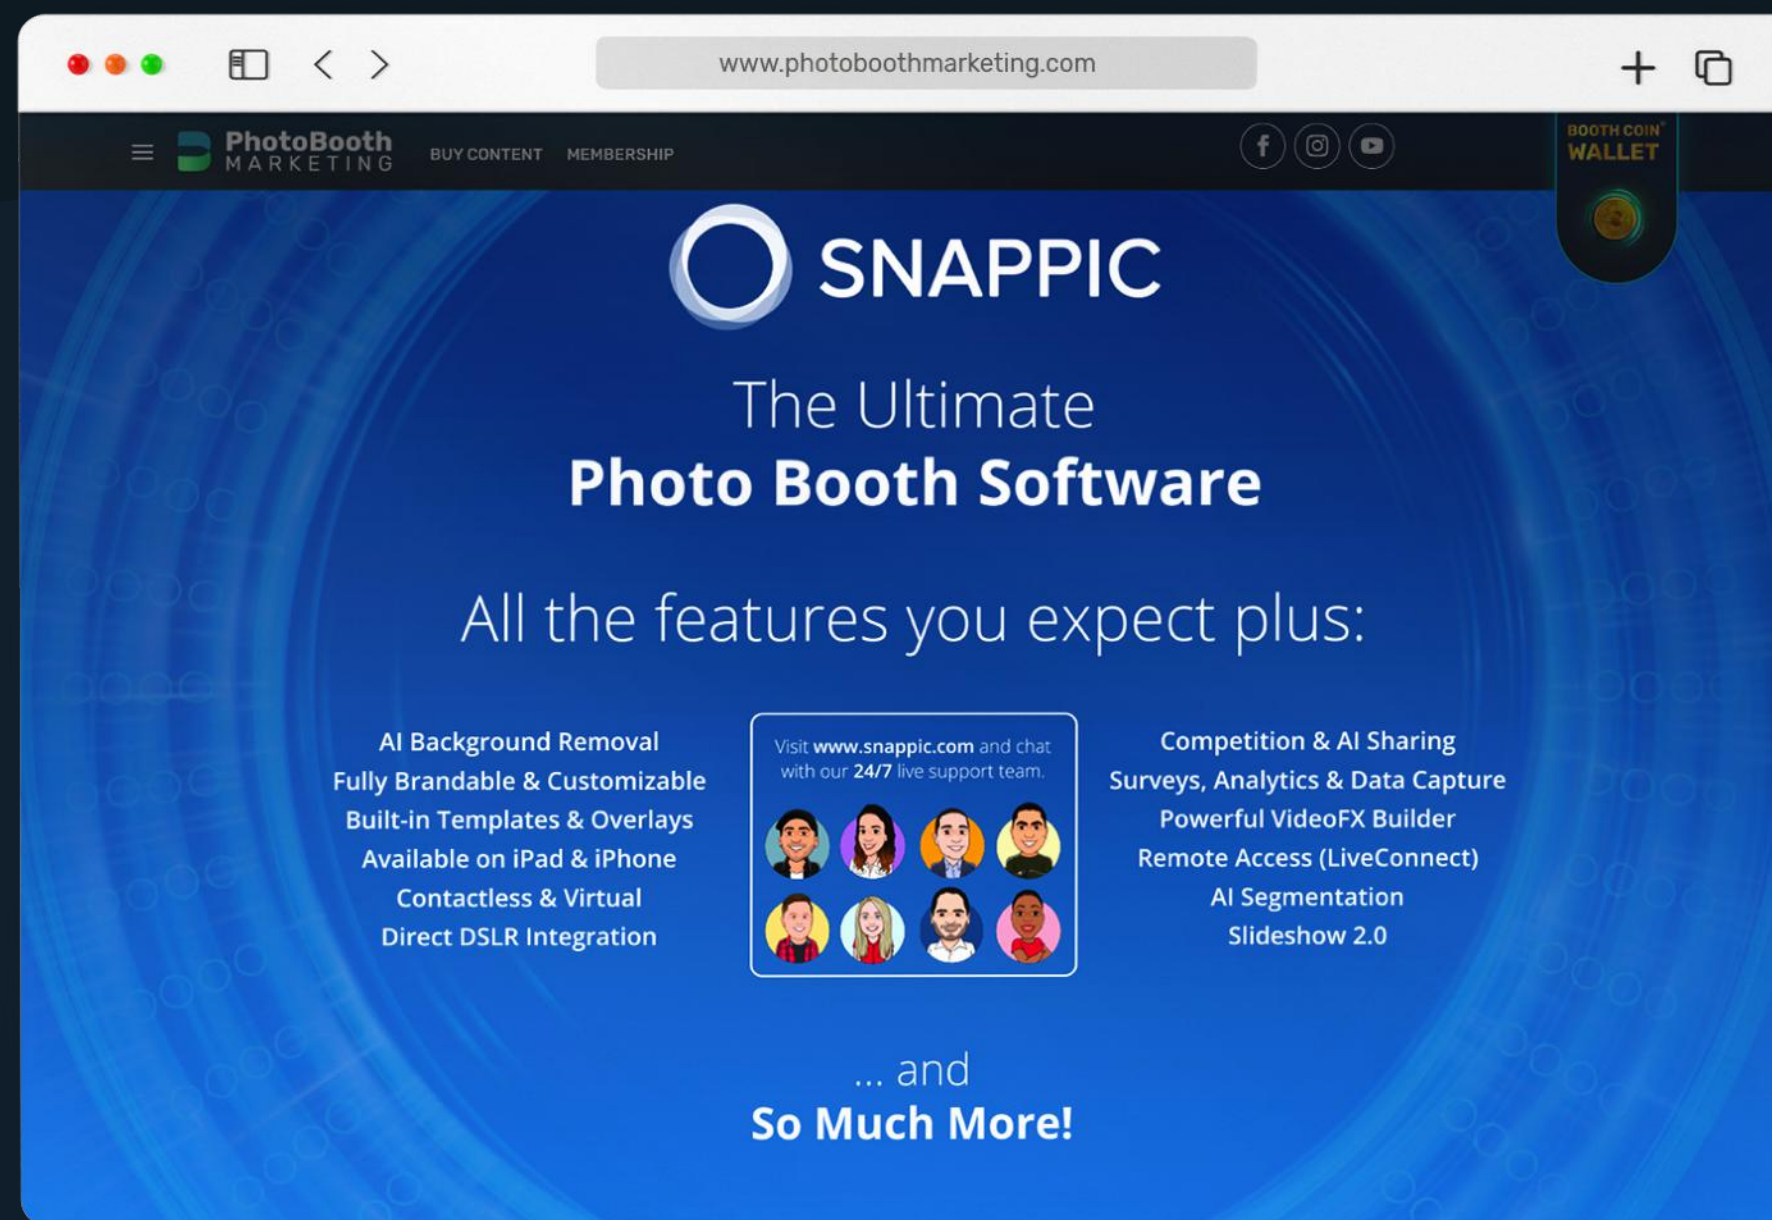 www.photoboothmarketing.com
PhotoBooth
MARKETING
BUY CONTENT
MEMBERSHIP
BOOTH COIN®
WALLET
SNAPPIC
The Ultimate
Photo Booth Software
All the features you expect plus:
AI Background Removal
Fully Brandable & Customizable
Built-in Templates & Overlays
Available on iPad & iPhone
Contactless & Virtual
Direct DSLR Integration
Visit www.snappic.com and chat
with our 24/7 live support team.
Competition & AI Sharing
Surveys, Analytics & Data Capture
Powerful VideoFX Builder
Remote Access (LiveConnect)
AI Segmentation
Slideshow 2.0
... and
So Much More!